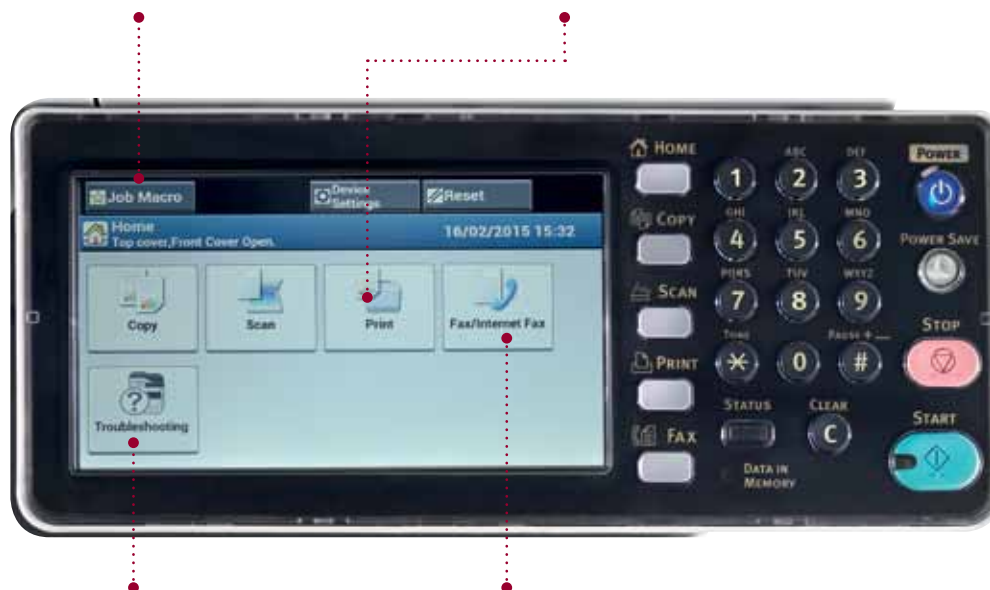 Job Macro
Device Settings
Reset
Home
Top cover,Front Cover Open.
16/02/2015 15:32
Copy
Scan
Print
Fax/Internet Fax
Troubleshooting
HOME
COPY
SCAN
PRINT
FAX
1
ABC
2
DEF
3
GHI
4
JKL
5
MNO
6
PQRS
7
TUV
8
WXYZ
9
TONE
*
0
#
STATUS
CLEAR
C
DATA IN
MEMORY
POWER
POWER SAVE
STOP
START